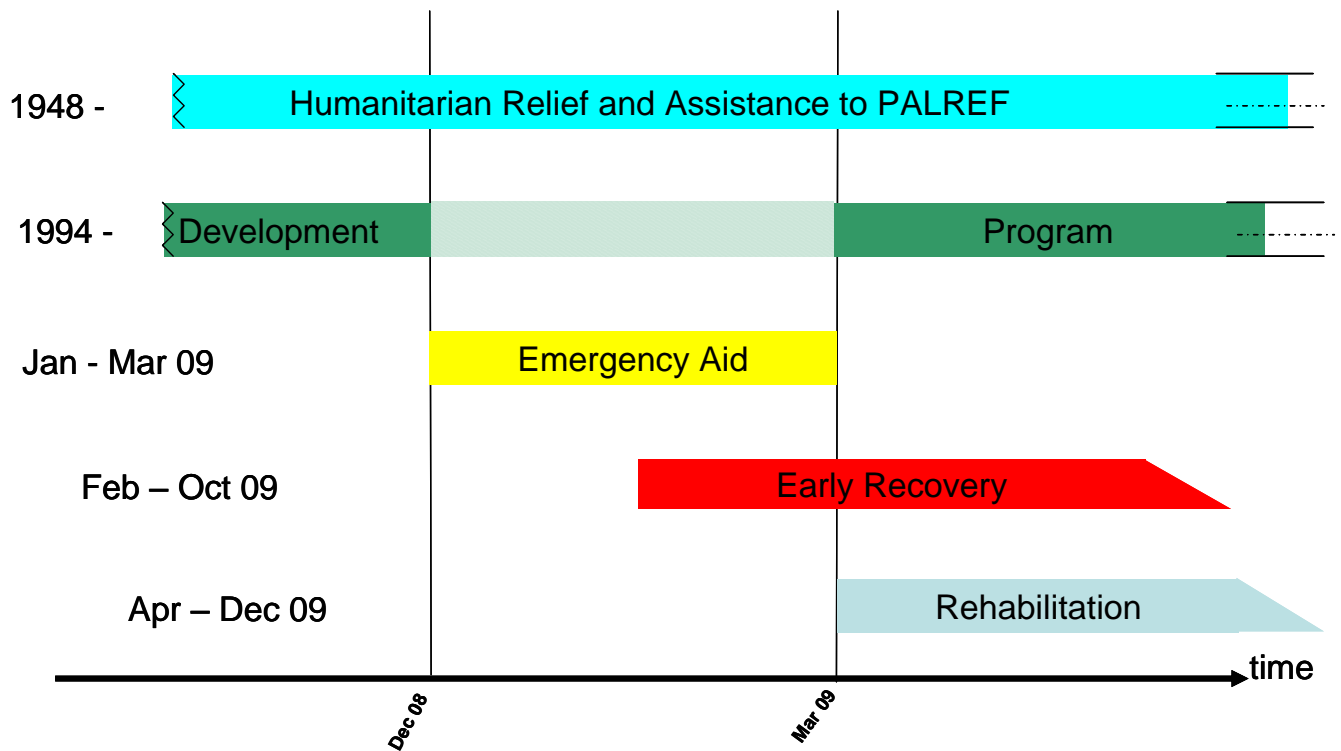 1948 - Humanitarian Relief and Assistance to PALREF
1994 - Development Program
Jan - Mar 09 Emergency Aid
Feb – Oct 09 Early Recovery
Apr – Dec 09 Rehabilitation
time
Dec 08 Mar 09